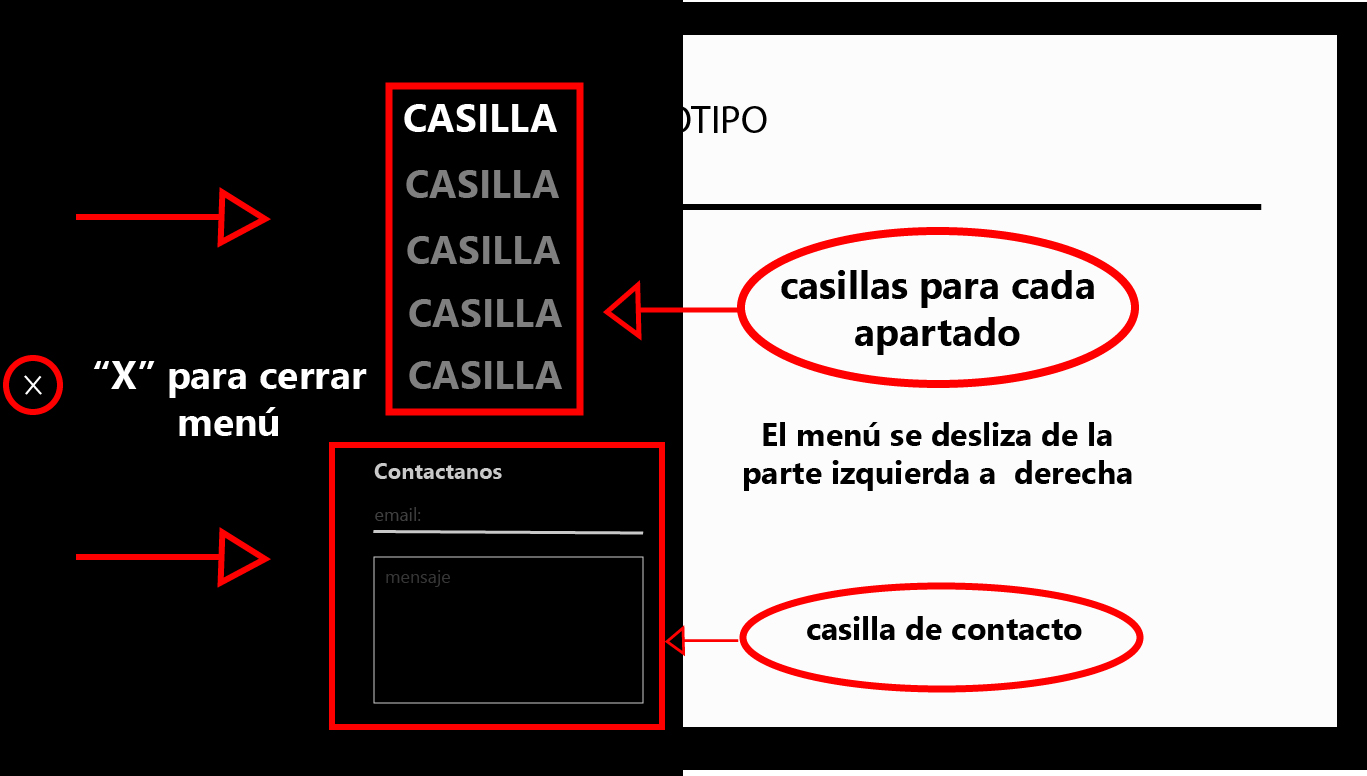 CASILLA
OTIPO
CASILLA
CASILLA
CASILLA
CASILLA
casillas para cada
apartado
X
“X” para cerrar
menú
El menú se desliza de la
parte izquierda a derecha
Contactanos
email:
mensaje
casilla de contacto